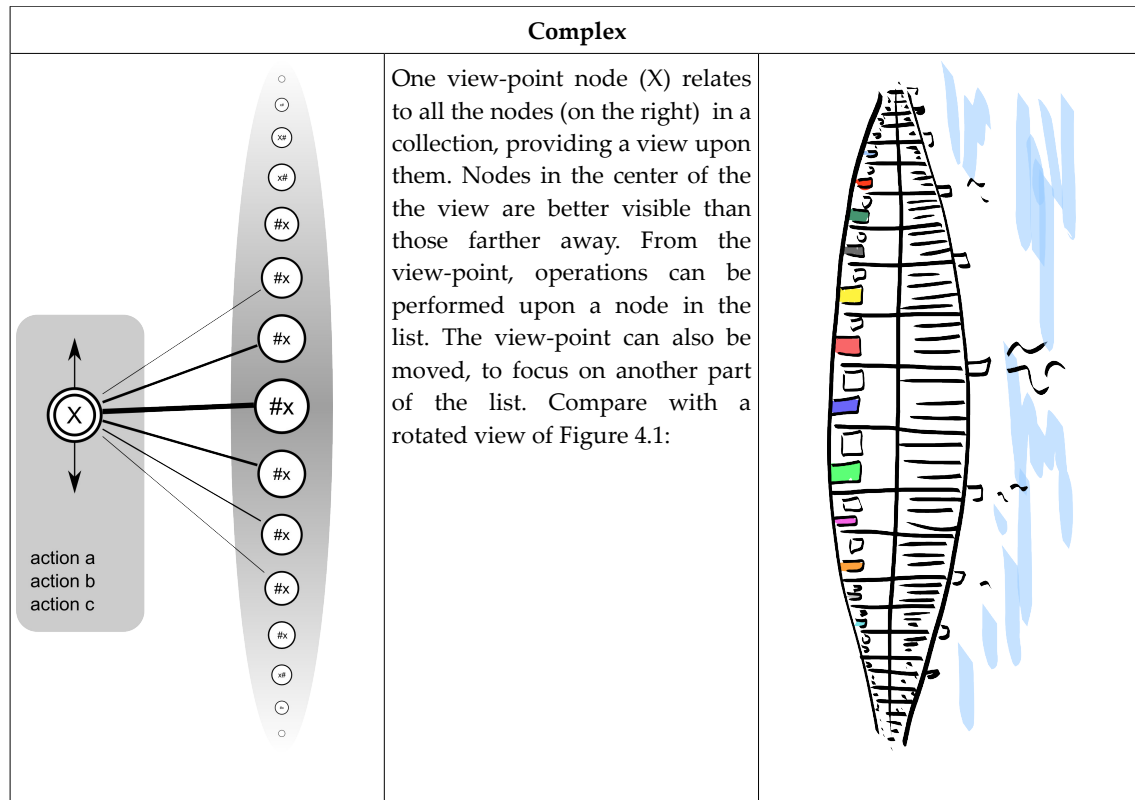 Complex
x#
x#
#x
#x
#x
#x
#x
#x
#x
#x
x#
X
action a
action b
action c
One view-point node (X) relates
to all the nodes (on the right) in a
collection, providing a view upon
them. Nodes in the center of the
the view are better visible than
those farther away. From the
view-point, operations can be
performed upon a node in the
list. The view-point can also be
moved, to focus on another part
of the list. Compare with a
rotated view of Figure 4.1: